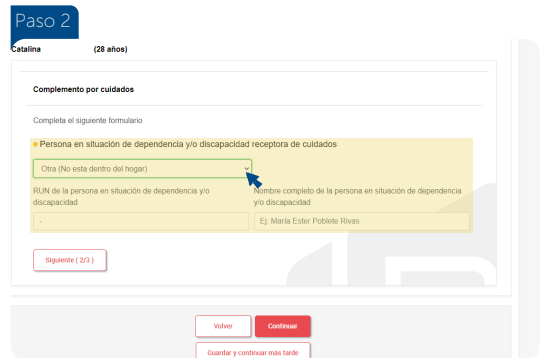 Paso 2
Catalina (28 años)
Complemento por cuidados
Completa el siguiente formulario
Persona en situación de dependencia y/o discapacidad receptora de cuidados
Otra (No esta dentro del hogar)
RUN de la persona en situación de dependencia y/o discapacidad
Nombre completo de la persona en situación de dependencia y/o discapacidad
-
Ej: María Ester Poblete Rivas
Siguiente ( 2/3 )
Volver
Continuar
Guardar y continuar más tarde